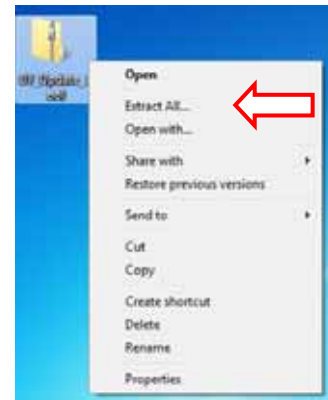 Open
Extract All...
Open with...
Share with
Restore previous versions
Send to
Cut
Copy
Create shortcut
Delete
Rename
Properties